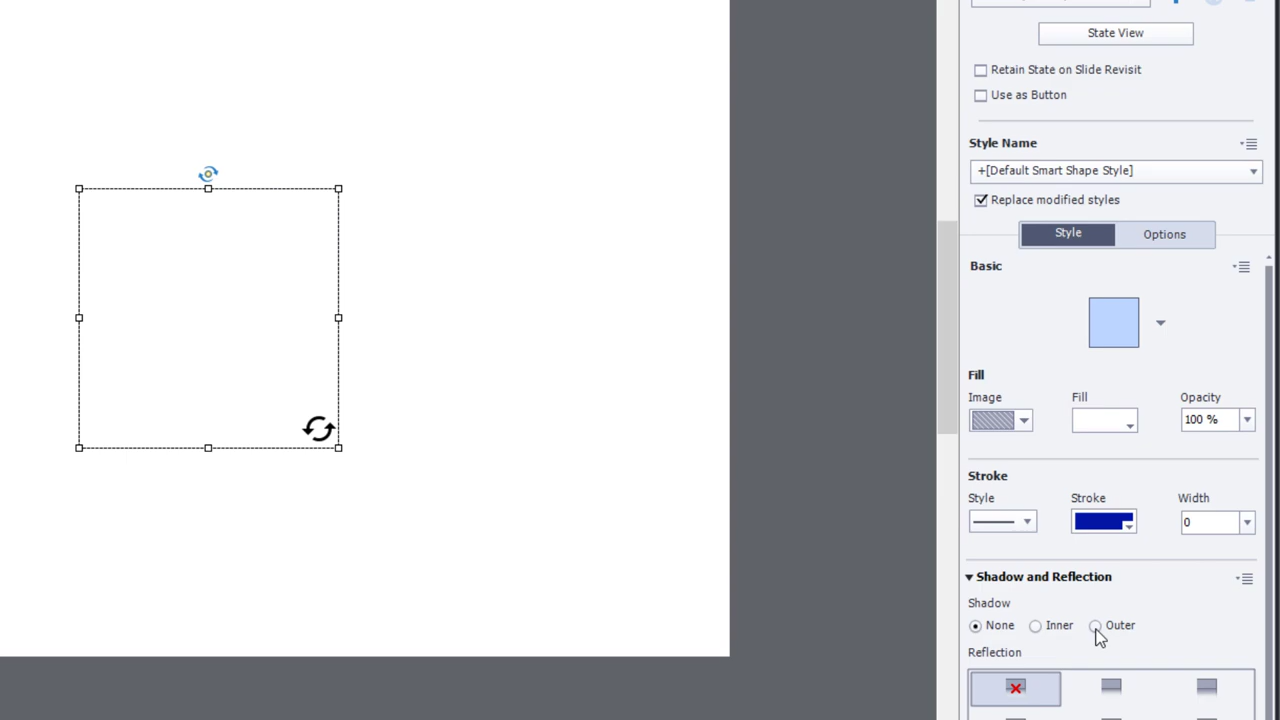 State View
Retain State on Slide Revisit
Use as Button
Style Name
+[Default Smart Shape Style]
Replace modified styles
Style Options
Basic
Fill
Image Fill Opacity
100 %
Stroke
Style Stroke Width
0
Shadow and Reflection
Shadow
None Inner Outer
Reflection